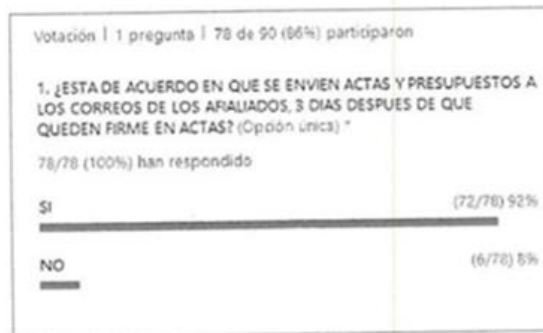 Votación | 1 pregunta | 78 de 90 (86%) participaron
1. ¿ESTA DE ACUERDO EN QUE SE ENVIEN ACTAS Y PRESUPUESTOS A
LOS CORREOS DE LOS AFIALIADOS, 3 DIAS DESPUES DE QUE
QUEDEN FIRME EN ACTAS? (Opción única) *
78/78 (100%) han respondido
SI (72/78) 92%
NO (6/78) 8%